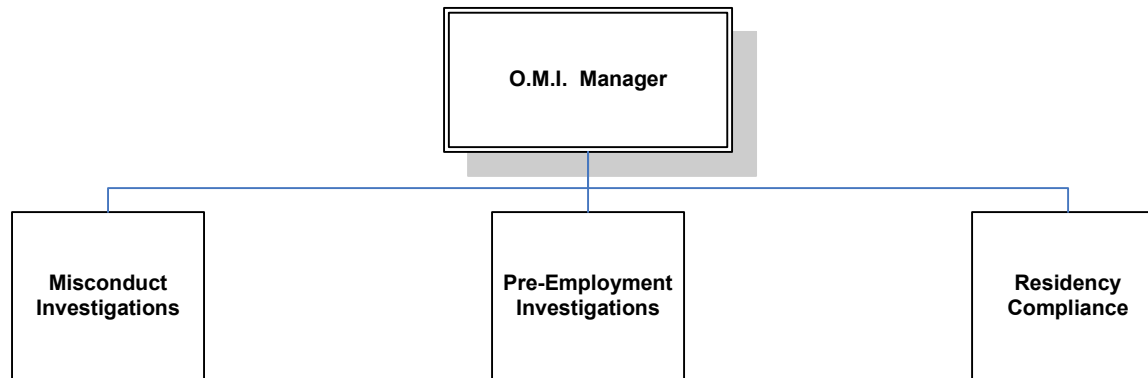 O.M.I. Manager
Misconduct
Investigations
Pre-Employment
Investigations
Residency
Compliance